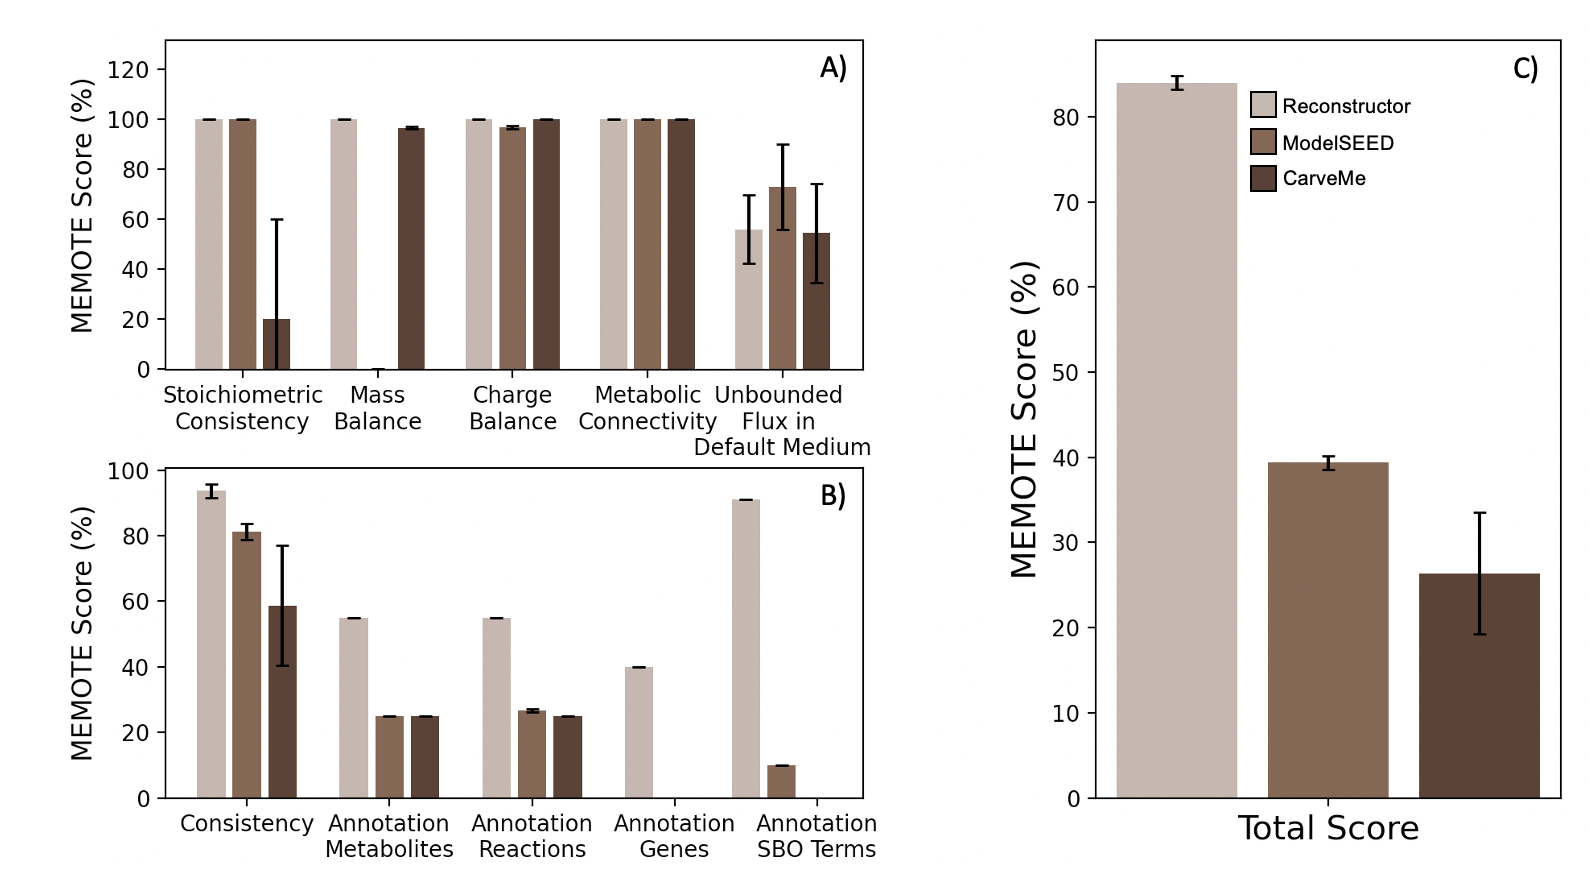 A)
MEMOTE Score (%)
120
100
80
60
40
20
0
Stoichiometric
Consistency
Mass
Balance
Charge
Balance
Metabolic
Connectivity
Unbounded
Flux in
Default Medium
B)
MEMOTE Score (%)
100
80
60
40
20
0
Consistency
Annotation
Metabolites
Annotation
Reactions
Annotation
Genes
Annotation
SBO Terms
C)
MEMOTE Score (%)
80
70
60
50
40
30
20
10
0
Reconstructor
ModelSEED
CarveMe
Total Score